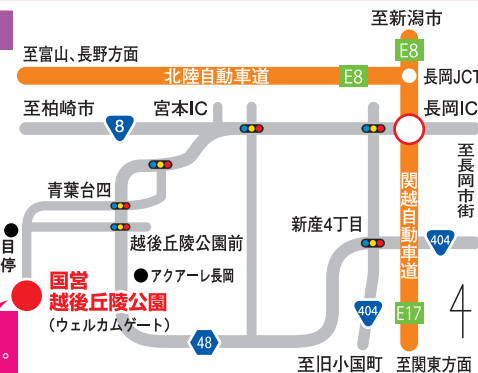 至新潟市
E8
至富山、長野方面
北陸自動車道
E8
長岡JCT
至柏崎市
宮本IC
長岡IC
8
至長岡市街
青葉台四
関越自動車道
新産4丁目
404
越後丘陵公園前
目
停
アクアーレ長岡
国営
越後丘陵公園
(ウェルカムゲート)
404
E17
48
。
至旧小国町
至関東方面